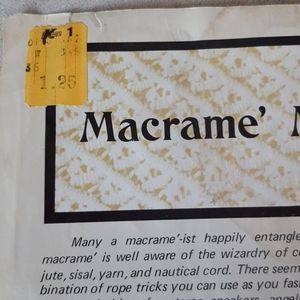 1.25
Macrame'
Many a macrame'-ist happily entangle
macrame' is well aware of the wizardry of c
jute, sisal, yarn, and nautical cord. There seem
bination of rope tricks you can use as you fas